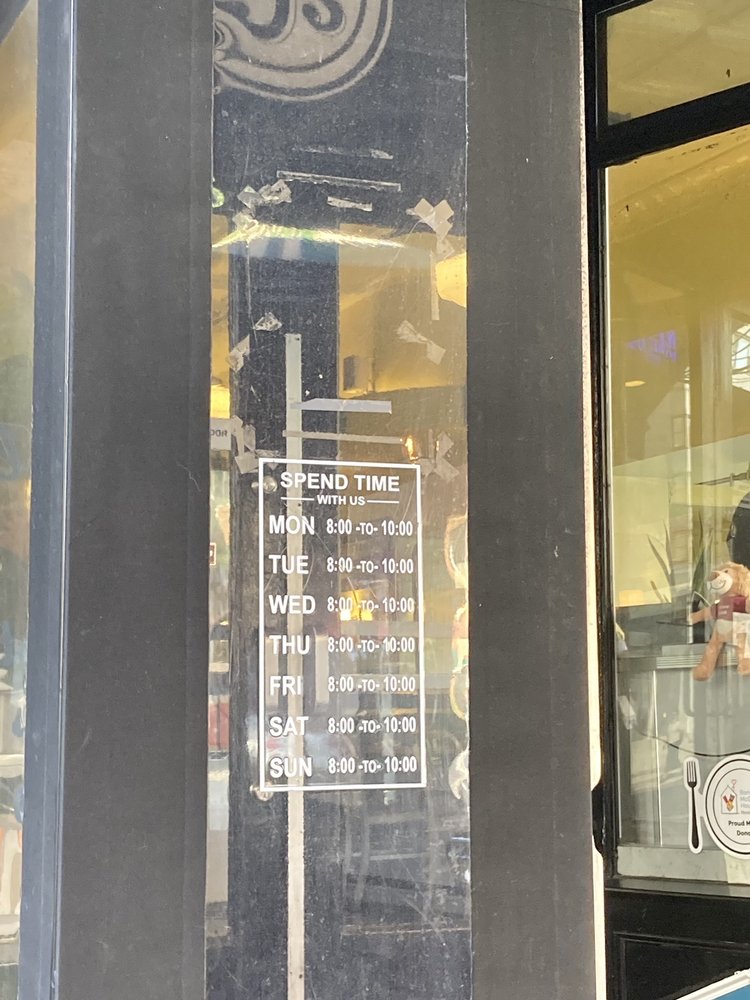 SPEND TIME
WITH US
MON 8:00 -TO- 10:00
TUE 8:00 -TO- 10:00
WED 8:00 -TO- 10:00
THU 8:00 -TO- 10:00
FRI 8:00 -TO- 10:00
SAT 8:00 -TO- 10:00
SUN 8:00 -TO- 10:00
Proud